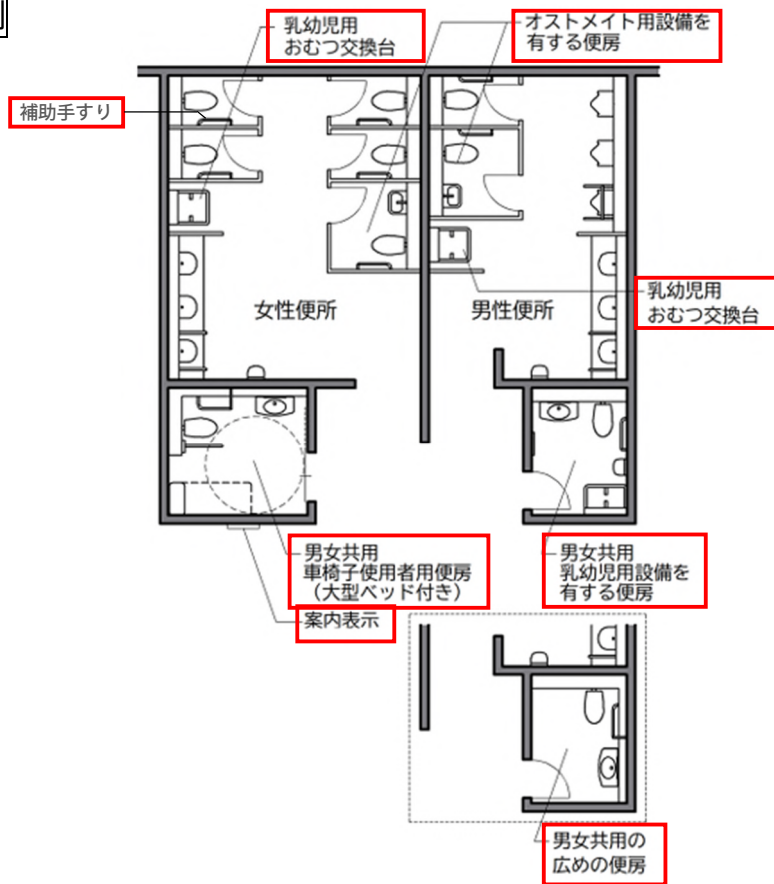 乳幼児用
おむつ交換台
オストメイト用設備を
有する便房
補助手すり
乳幼児用
おむつ交換台
女性便所
男性便所
男女共用
車椅子使用者用便房
（大型ベッド付き）
男女共用
乳幼児用設備を
有する便房
案内表示
男女共用の
広めの便房